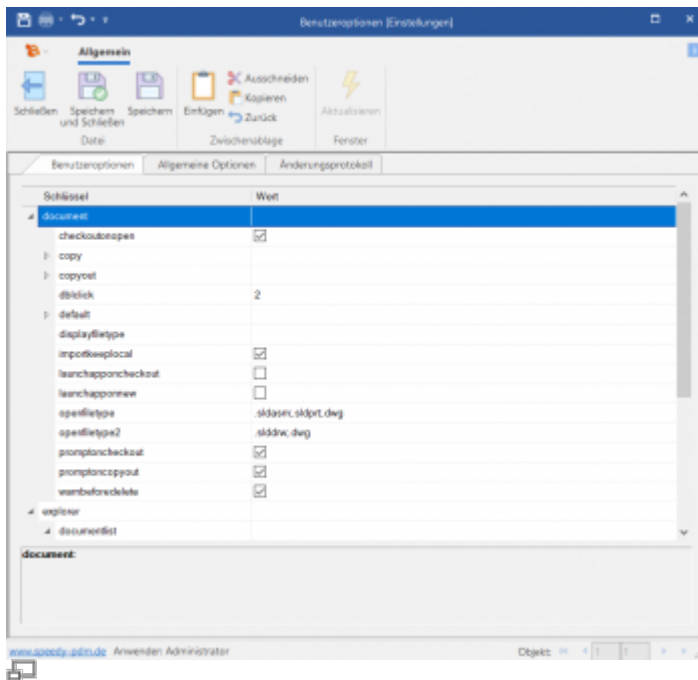 Benutzeroptionen [Einstellungen]
Allgemein
Schließen
Speichern und Schließen
Speichern
Datei
Einfügen
Ausschneiden
Kopieren
Zurück
Zwischenablage
Aktualisieren
Fenster
Benutzeroptionen Allgemeine Optionen Änderungsprotokoll
Schlüssel Wert
document
checkoutonopen
copy
copyout
dblclick 2
default
displayfiletype
importkeeplocal
launchapponcheckout
launchapponnew
openfiletype .sldasm;.sldprt;.dwg
openfiletype2 .slddrw;.dwg
promptoncheckout
promptoncopyout
warnbeforedelete
explorer
documentlist
document:
www.speedy-pdm.de Anwender: Administrator Objekt: 1 1